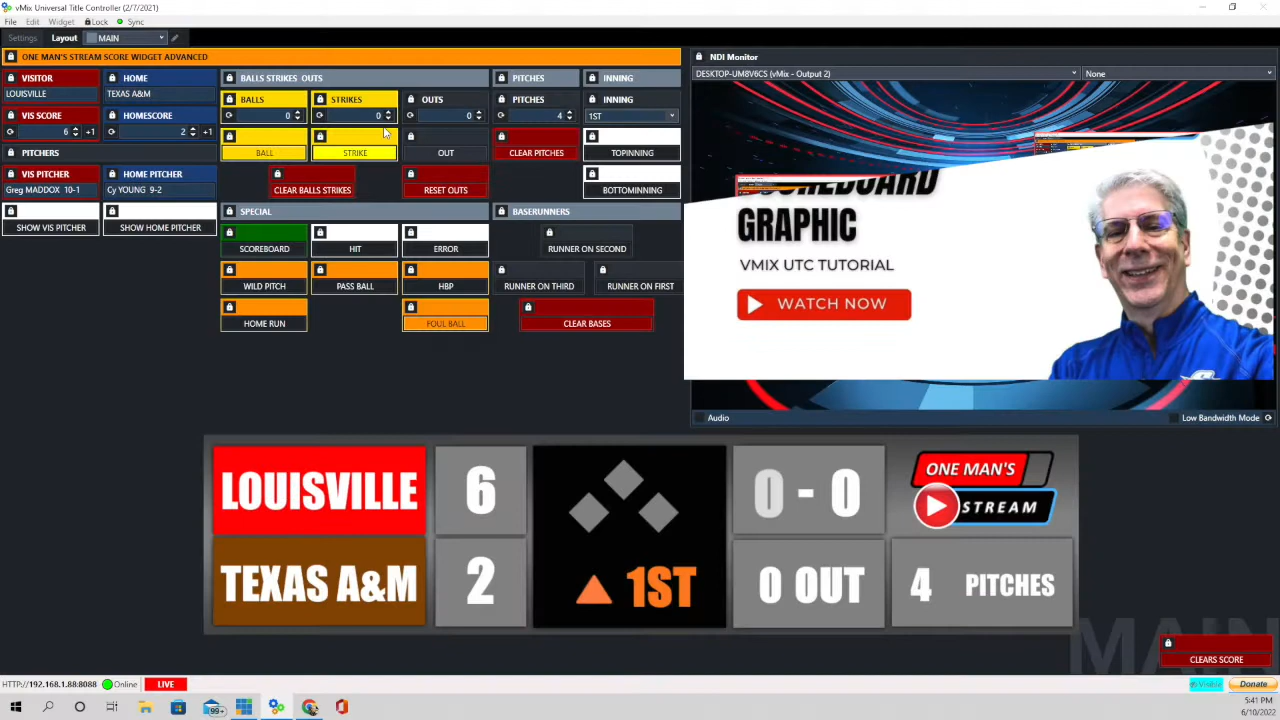 vMix Universal Title Controller (2/7/2021)
File Edit Widget Lock Sync
Settings Layout MAIN
ONE MAN'S STREAM SCORE WIDGET ADVANCED
VISITOR HOME BALLS STRIKES OUTS PITCHES INNING
LOUISVILLE TEXAS A&M
BALLS STRIKES OUTS PITCHES INNING
VIS SCORE HOMESCORE 0 0 0 4 1ST
6 +1 2 +1
PITCHERS BALL STRIKE OUT CLEAR PITCHES TOPINNING
VIS PITCHER HOME PITCHER
Greg MADDOX 10-1 Cy YOUNG 9-2 CLEAR BALLS STRIKES RESET OUTS BOTTOMINNING
SPECIAL BASERUNNERS
SHOW VIS PITCHER SHOW HOME PITCHER
SCOREBOARD HIT ERROR RUNNER ON SECOND
WILD PITCH PASS BALL HBP RUNNER ON THIRD RUNNER ON FIRST
HOME RUN FOUL BALL CLEAR BASES
NDI Monitor
DESKTOP-UM8V6CS (vMix - Output 2) None
SCOREBOARD
GRAPHIC
VMIX UTC TUTORIAL
WATCH NOW
Audio Low Bandwidth Mode
LOUISVILLE 6 0 - 0 ONE MAN'S
STREAM
TEXAS A&M 2 1ST 0 OUT 4 PITCHES
MAIN
CLEARS SCORE
HTTP://192.168.1.88:8088 Online LIVE Visible Donate
99+
5:41 PM
6/10/2022